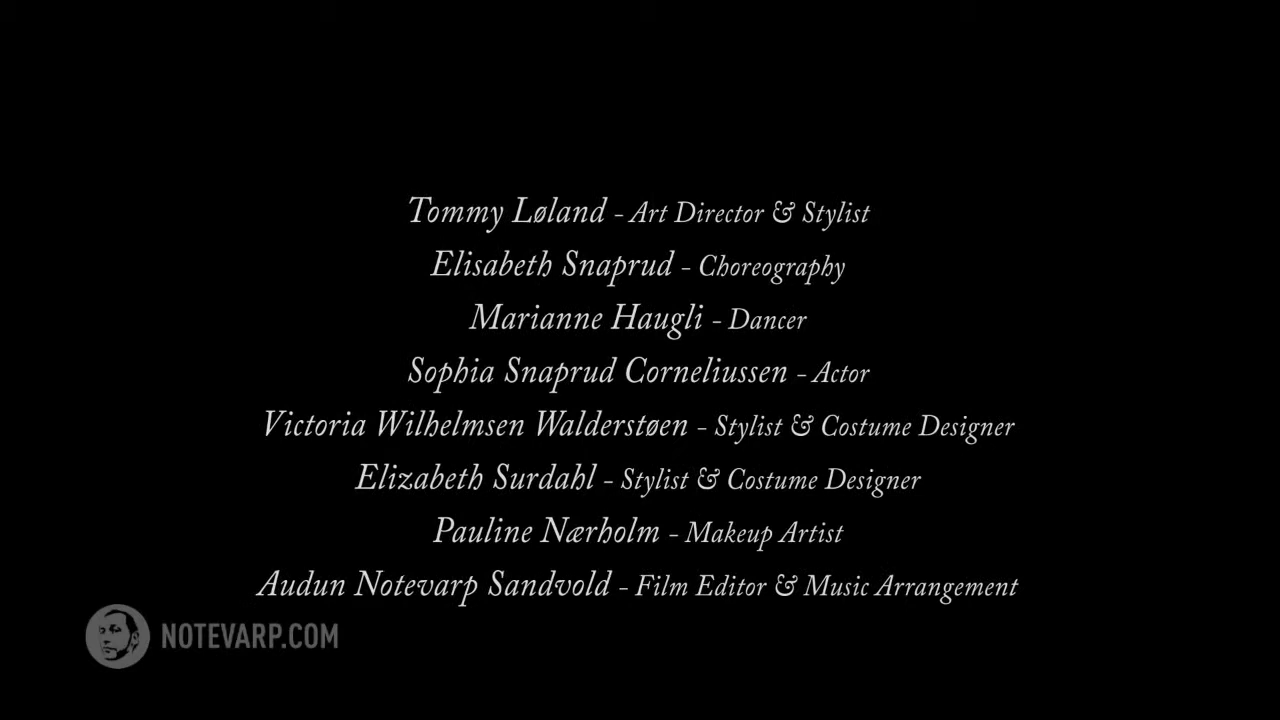 Tommy Løland - Art Director & Stylist
Elisabeth Snaprud - Choreography
Marianne Haugli - Dancer
Sophia Snaprud Corneliussen - Actor
Victoria Wilhelmsen Walderstøen - Stylist & Costume Designer
Elizabeth Surdahl - Stylist & Costume Designer
Pauline Nærholm - Makeup Artist
Audun Notevarp Sandvold - Film Editor & Music Arrangement
NOTEVARP.COM